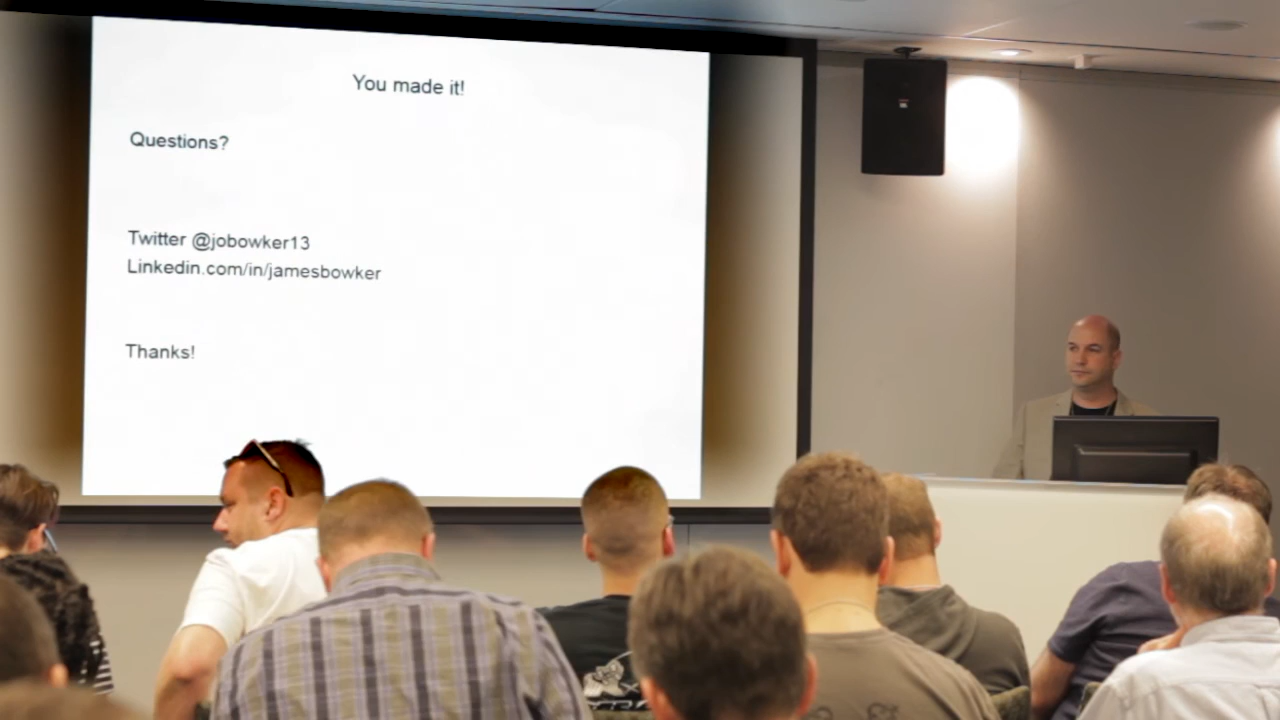 You made it!
Questions?
Twitter @jobowker13
Linkedin.com/in/jamesbowker
Thanks!